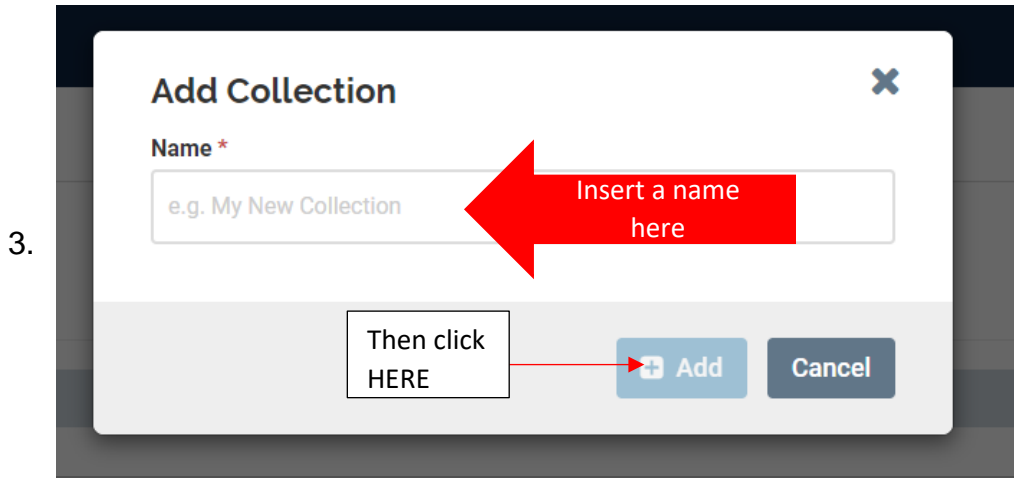 Add Collection
Name *
e.g. My New Collection
Insert a name
here
3.
Then click
HERE
Add
Cancel